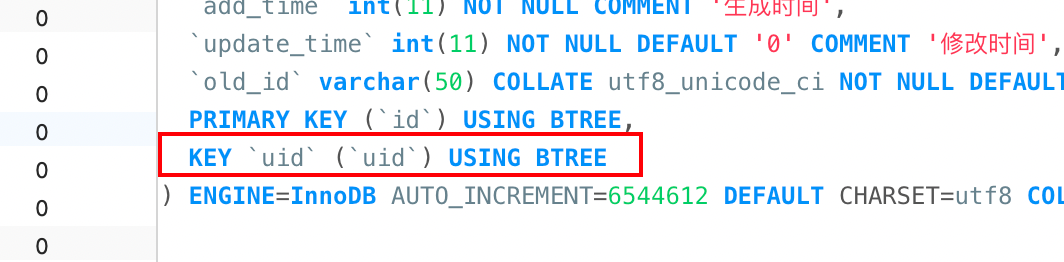 0
`add_time` int(11) NOT NULL COMMENT '生成时间',
0
`update_time` int(11) NOT NULL DEFAULT '0' COMMENT '修改时间',
0
`old_id` varchar(50) COLLATE utf8_unicode_ci NOT NULL DEFAULT
0
PRIMARY KEY (`id`) USING BTREE,
0
KEY `uid` (`uid`) USING BTREE
0
) ENGINE=InnoDB AUTO_INCREMENT=6544612 DEFAULT CHARSET=utf8 COL
0